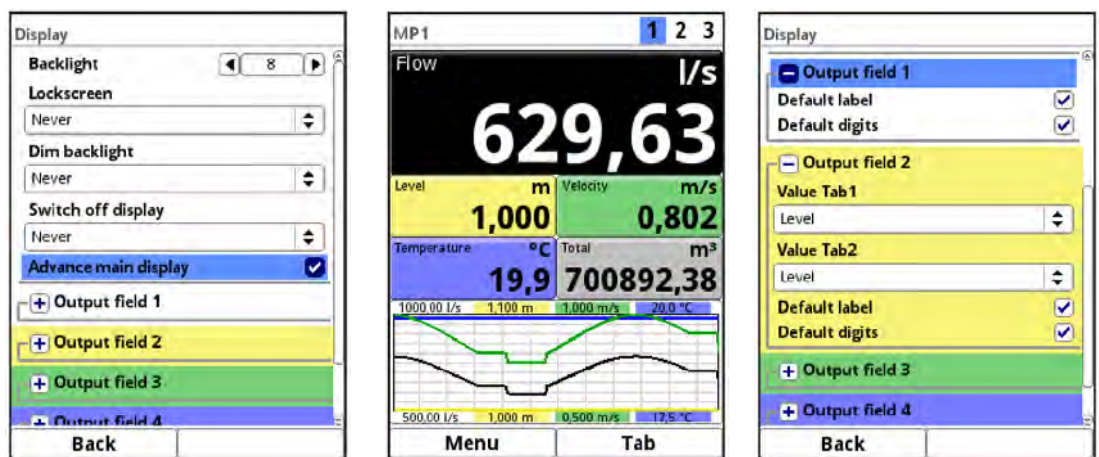 Display
Backlight 8
Lockscreen
Never
Dim backlight
Never
Switch off display
Never
Advance main display
Output field 1
Output field 2
Output field 3
Output field 4
Back
MP1 1 2 3
Flow l/s
629,63
Level m Velocity m/s
1,000 0,802
Temperature °C Total m³
19,9 700892,38
1000,00 l/s 1,100 m 1,000 m/s 20,0 °C
500,00 l/s 1,000 m 0,500 m/s 17,5 °C
Menu Tab
Display
Output field 1
Default label
Default digits
Output field 2
Value Tab1
Level
Value Tab2
Level
Default label
Default digits
Output field 3
Output field 4
Back